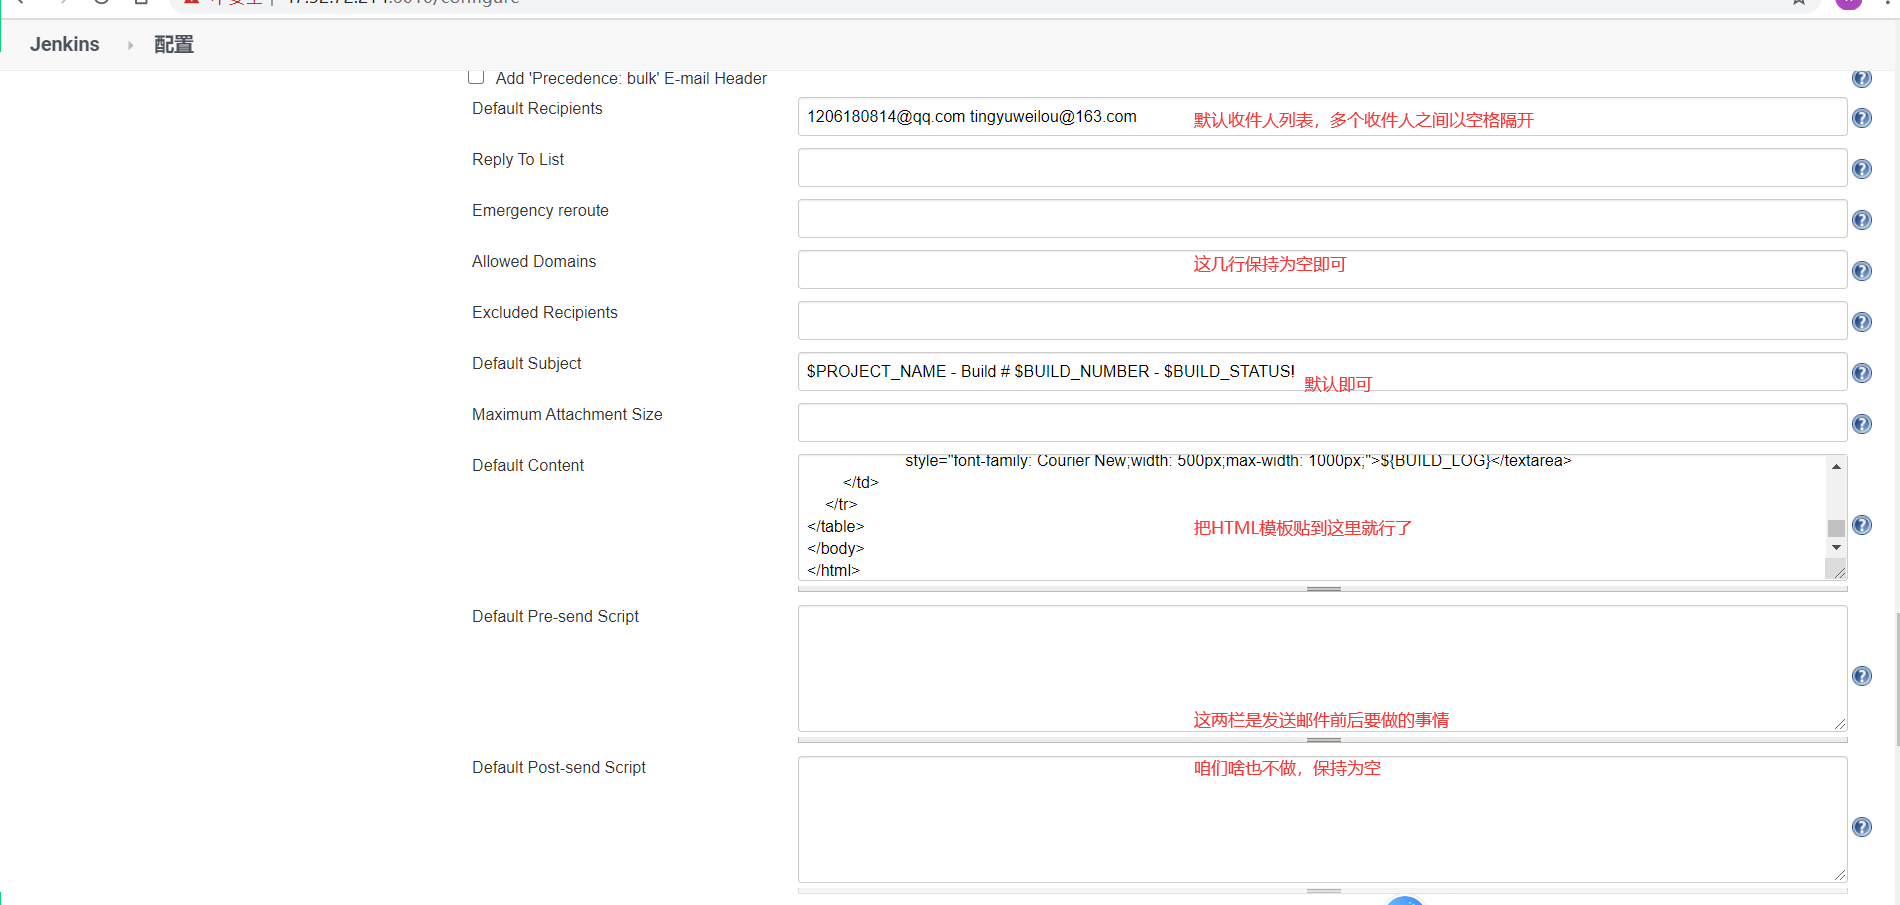 Jenkins 配置
Add 'Precedence: bulk' E-mail Header
Default Recipients
1206180814@qq.com tingyuweilou@163.com 默认收件人列表，多个收件人之间以空格隔开
Reply To List
Emergency reroute
Allowed Domains
这几行保持为空即可
Excluded Recipients
Default Subject
$PROJECT_NAME - Build # $BUILD_NUMBER - $BUILD_STATUS!
默认即可
Maximum Attachment Size
Default Content
style="font-family: Courier New;width: 500px;max-width: 1000px;">${BUILD_LOG}</textarea>
</td>
</tr>
</table>
把HTML模板贴到这里就行了
</body>
</html>
Default Pre-send Script
这两栏是发送邮件前后要做的事情
Default Post-send Script
咱们啥也不做，保持为空